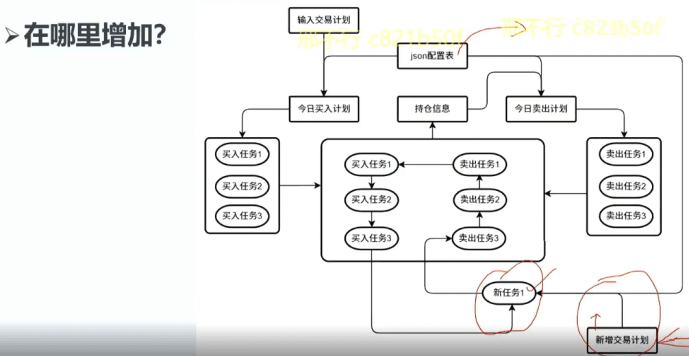 ➢在哪里增加？
输入交易计划
邢不行 c821b50f
邢不行 c821b50f
json配置表
今日买入计划
持仓信息
今日卖出计划
买入任务1
买入任务2
买入任务3
买入任务1
卖出任务1
买入任务2
卖出任务2
买入任务3
卖出任务3
卖出任务1
卖出任务2
卖出任务3
新任务1
新增交易计划